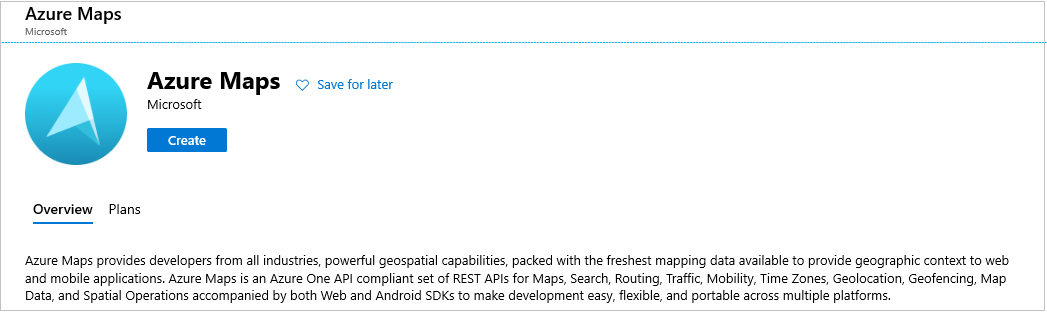 Azure Maps
Microsoft
Azure Maps
Save for later
Microsoft
Create
Overview
Plans
Azure Maps provides developers from all industries, powerful geospatial capabilities, packed with the freshest mapping data available to provide geographic context to web
and mobile applications. Azure Maps is an Azure One API compliant set of REST APIs for Maps, Search, Routing, Traffic, Mobility, Time Zones, Geolocation, Geofencing, Map
Data, and Spatial Operations accompanied by both Web and Android SDKs to make development easy, flexible, and portable across multiple platforms.